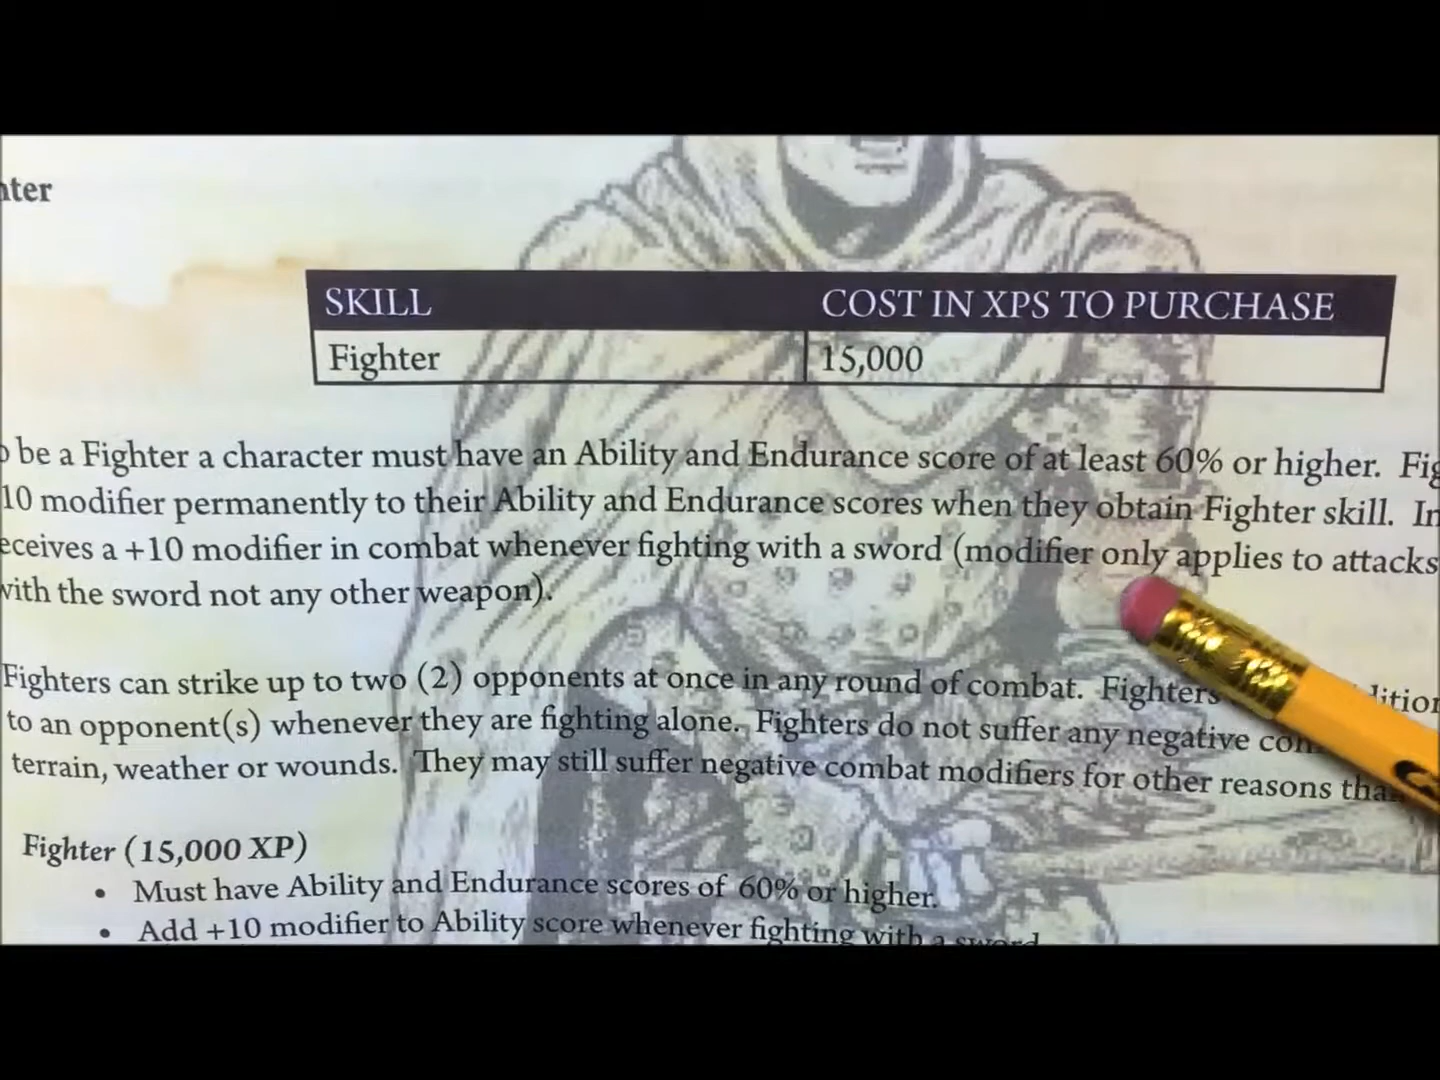 SKILL COST IN XPS TO PURCHASE
Fighter 15,000
be a Fighter a character must have an Ability and Endurance score of at least 60% or higher.
10 modifier permanently to their Ability and Endurance scores when they obtain Fighter skill. In
a +10 modifier in combat whenever fighting with a sword (modifier only applies to attacks
with the sword not any other weapon).
Fighters can strike up to two (2) opponents at once in any round of combat. Fighters
to an opponent(s) whenever they are fighting alone. Fighters do not suffer any negative
terrain, weather or wounds. They may still suffer negative combat modifiers for other reasons
Fighter (15,000 XP)
• Must have Ability and Endurance scores of 60% or higher.
• Add +10 modifier to Ability score whenever fighting with a sword